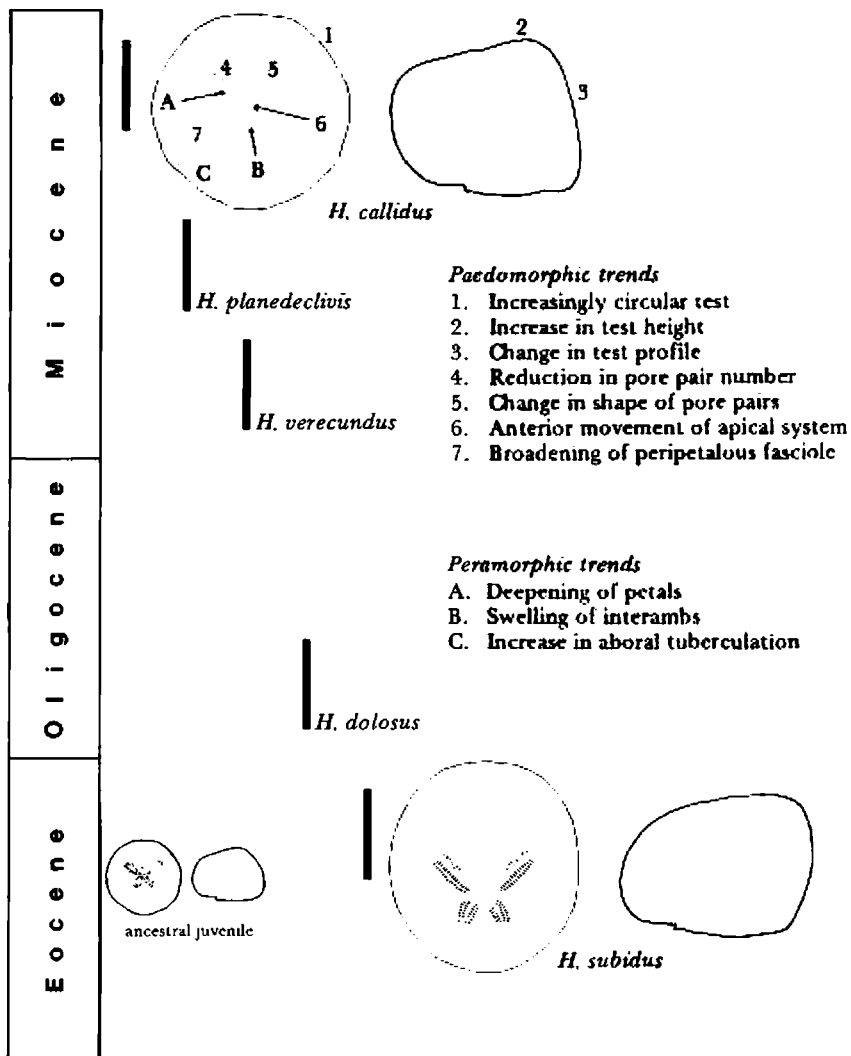 Miocene
1
2
4
5
3
A
6
7
C
B
H. callidus
H. planedeclivis
Paedomorphic trends
1. Increasingly circular test
2. Increase in test height
3. Change in test profile
4. Reduction in pore pair number
5. Change in shape of pore pairs
6. Anterior movement of apical system
7. Broadening of peripetalous fasciole
H. verecundus
Oligocene
Peramorphic trends
A. Deepening of petals
B. Swelling of interambs
C. Increase in aboral tuberculation
H. dolosus
Eocene
ancestral juvenile
H. subidus